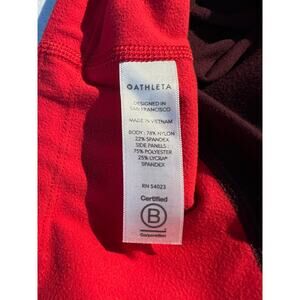 ATHLETA
DESIGNED IN
SAN FRANCISCO
MADE IN VIETNAM
BODY: 78% NYLON
22% SPANDEX
SIDE PANELS:
75% POLYESTER
25% LYCRA®
SPANDEX
RN 54023
Certified
B
Corporation